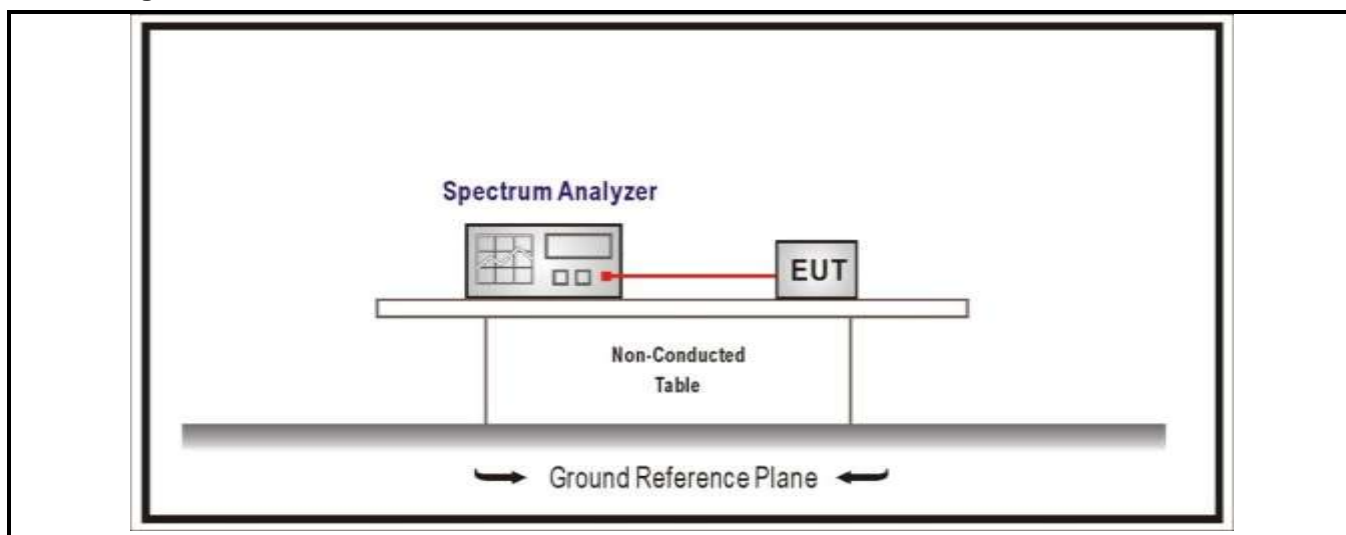 Spectrum Analyzer
EUT
Non-Conducted
Table
Ground Reference Plane